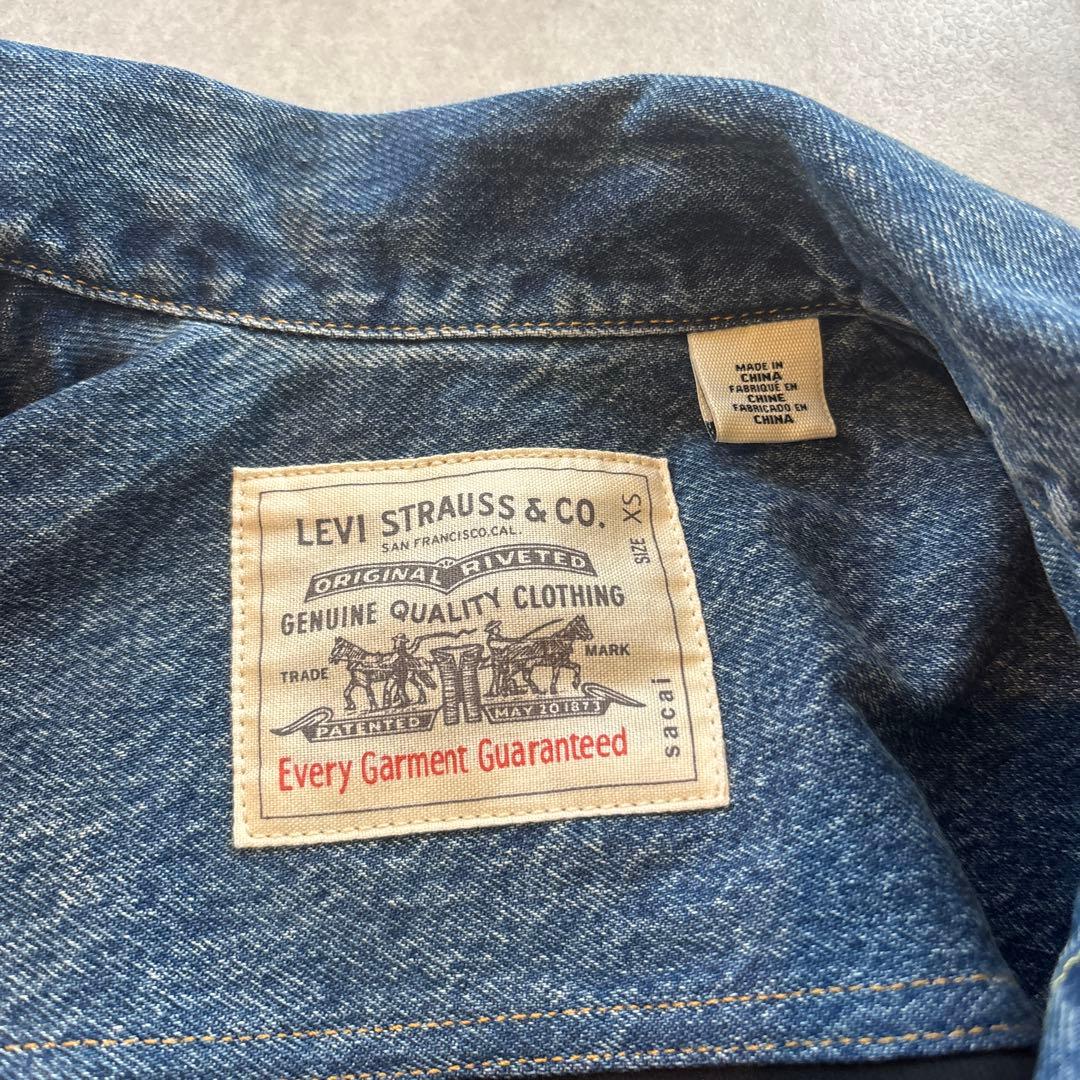 MADE IN
CHINA
FABRIQUE EN
CHINE
FABRICADO EN
CHINA
LEVI STRAUSS & CO.
SAN FRANCISCO.CAL.
ORIGINAL RIVETED
GENUINE QUALITY CLOTHING
TRADE MARK
PATENTED MAY 20 1873
Every Garment Guaranteed
SIZE XS
sacai